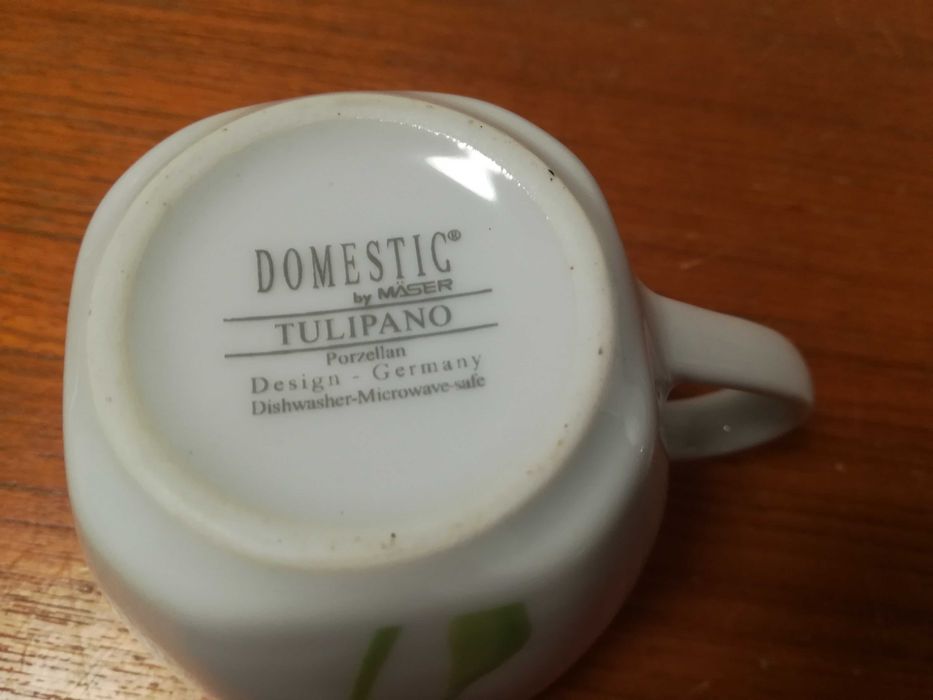 DOMESTIC®
by MÄSER
TULIPANO
Porzellan
Design - Germany
Dishwasher-Microwave-safe